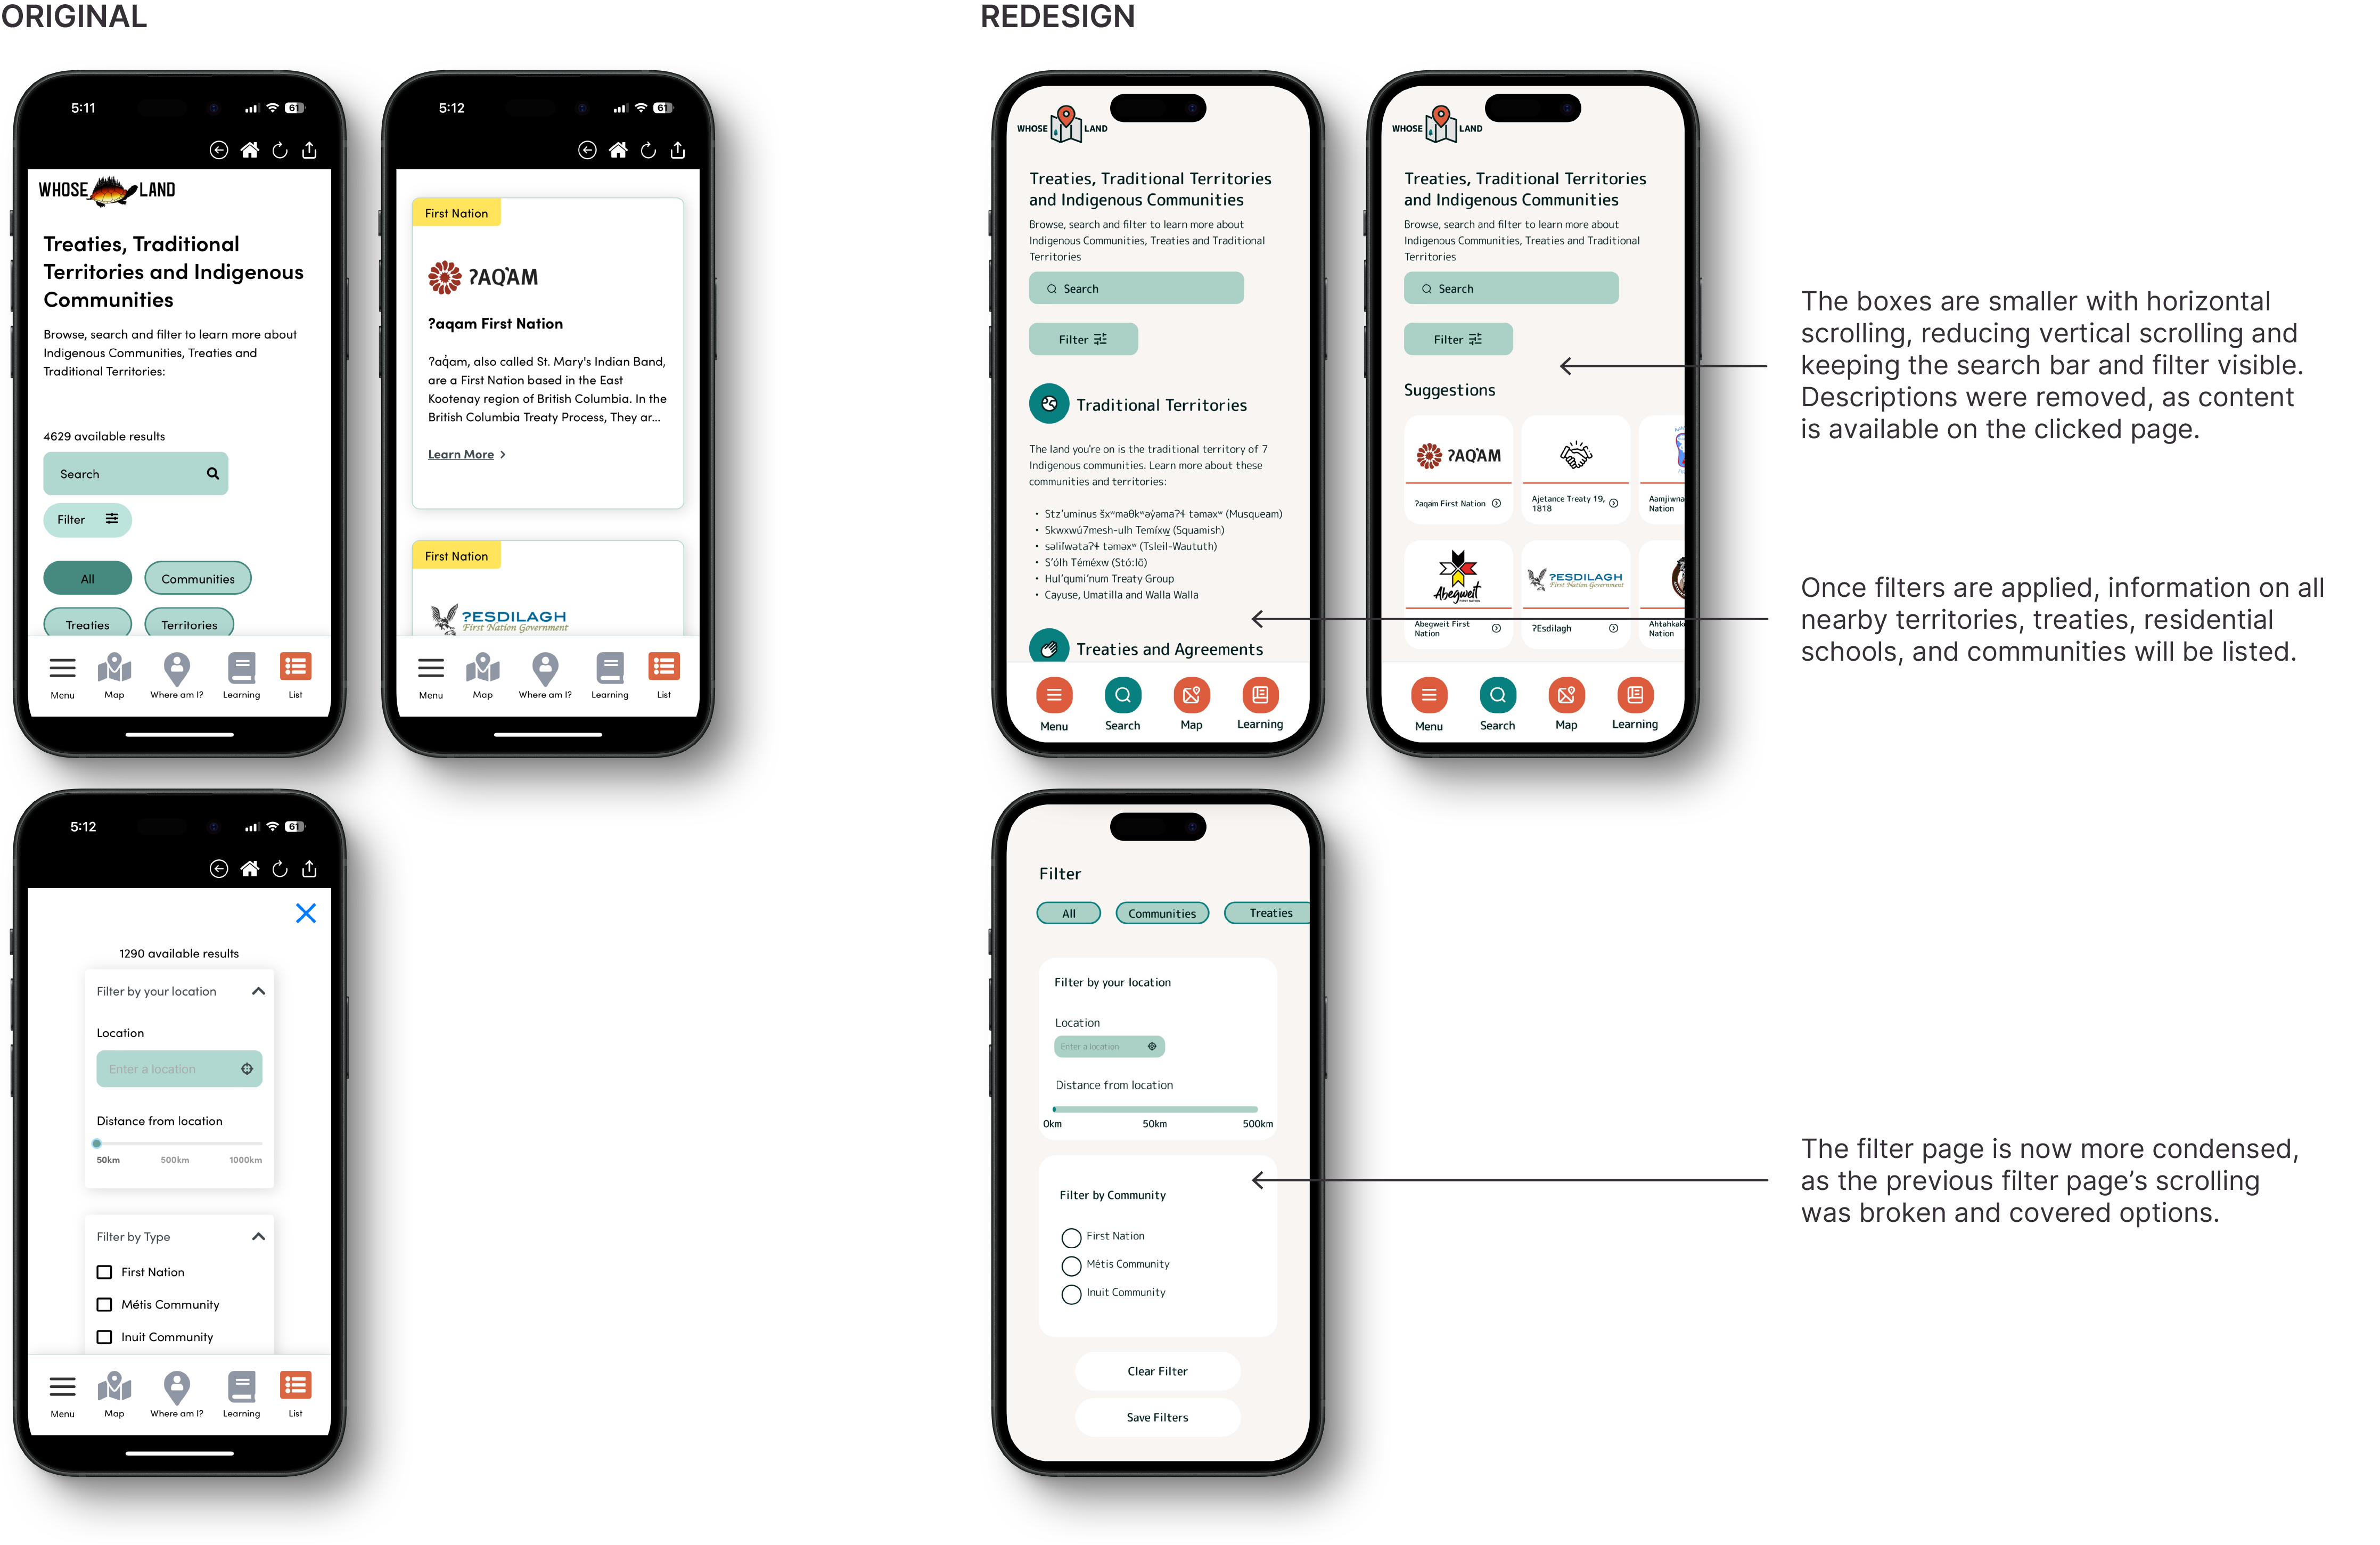 ORIGINAL
5:11
61
WHOSE LAND
Treaties, Traditional
Territories and Indigenous
Communities
Browse, search and filter to learn more about
Indigenous Communities, Treaties and
Traditional Territories:
4629 available results
Search
Filter
All
Communities
Treaties
Territories
Menu
Map
Where am I?
Learning
List
5:12
61
First Nation
ʔAQ̓AM
ʔaqam First Nation
ʔaq̓am, also called St. Mary's Indian Band,
are a First Nation based in the East
Kootenay region of British Columbia. In the
British Columbia Treaty Process, They ar...
Learn More >
First Nation
ʔESDILAGH
First Nation Government
Menu
Map
Where am I?
Learning
List
5:12
61
1290 available results
Filter by your location
Location
Enter a location
Distance from location
50km
500km
1000km
Filter by Type
First Nation
Métis Community
Inuit Community
Menu
Map
Where am I?
Learning
List
REDESIGN
WHOSE LAND
Treaties, Traditional Territories
and Indigenous Communities
Browse, search and filter to learn more about
Indigenous Communities, Treaties and Traditional
Territories
Search
Filter
Traditional Territories
The land you're on is the traditional territory of 7
Indigenous communities. Learn more about these
communities and territories:
• Stz'uminus šxʷməθkʷəy̓əmaʔɬ təməxʷ (Musqueam)
• Skwxwú7mesh-ulh Temíx̱w (Squamish)
• səlilwətaʔɬ təməxʷ (Tsleil-Waututh)
• S'ólh Téméxw (Stó:lō)
• Hul'qumi'num Treaty Group
• Cayuse, Umatilla and Walla Walla
Treaties and Agreements
Menu
Search
Map
Learning
WHOSE LAND
Treaties, Traditional Territories
and Indigenous Communities
Browse, search and filter to learn more about
Indigenous Communities, Treaties and Traditional
Territories
Search
Filter
Suggestions
ʔAQ̓AM
ʔaqam First Nation
Ajetance Treaty 19,
1818
Aamjiwna
Nation
Abegweit
FIRST NATION
Abegweit First
Nation
ʔESDILAGH
First Nation Government
ʔEsdilagh
Ahtahkak
Nation
Menu
Search
Map
Learning
The boxes are smaller with horizontal
scrolling, reducing vertical scrolling and
keeping the search bar and filter visible.
Descriptions were removed, as content
is available on the clicked page.
Once filters are applied, information on all
nearby territories, treaties, residential
schools, and communities will be listed.
Filter
All
Communities
Treaties
Filter by your location
Location
Enter a location
Distance from location
0km
50km
500km
Filter by Community
First Nation
Métis Community
Inuit Community
Clear Filter
Save Filters
The filter page is now more condensed,
as the previous filter page's scrolling
was broken and covered options.